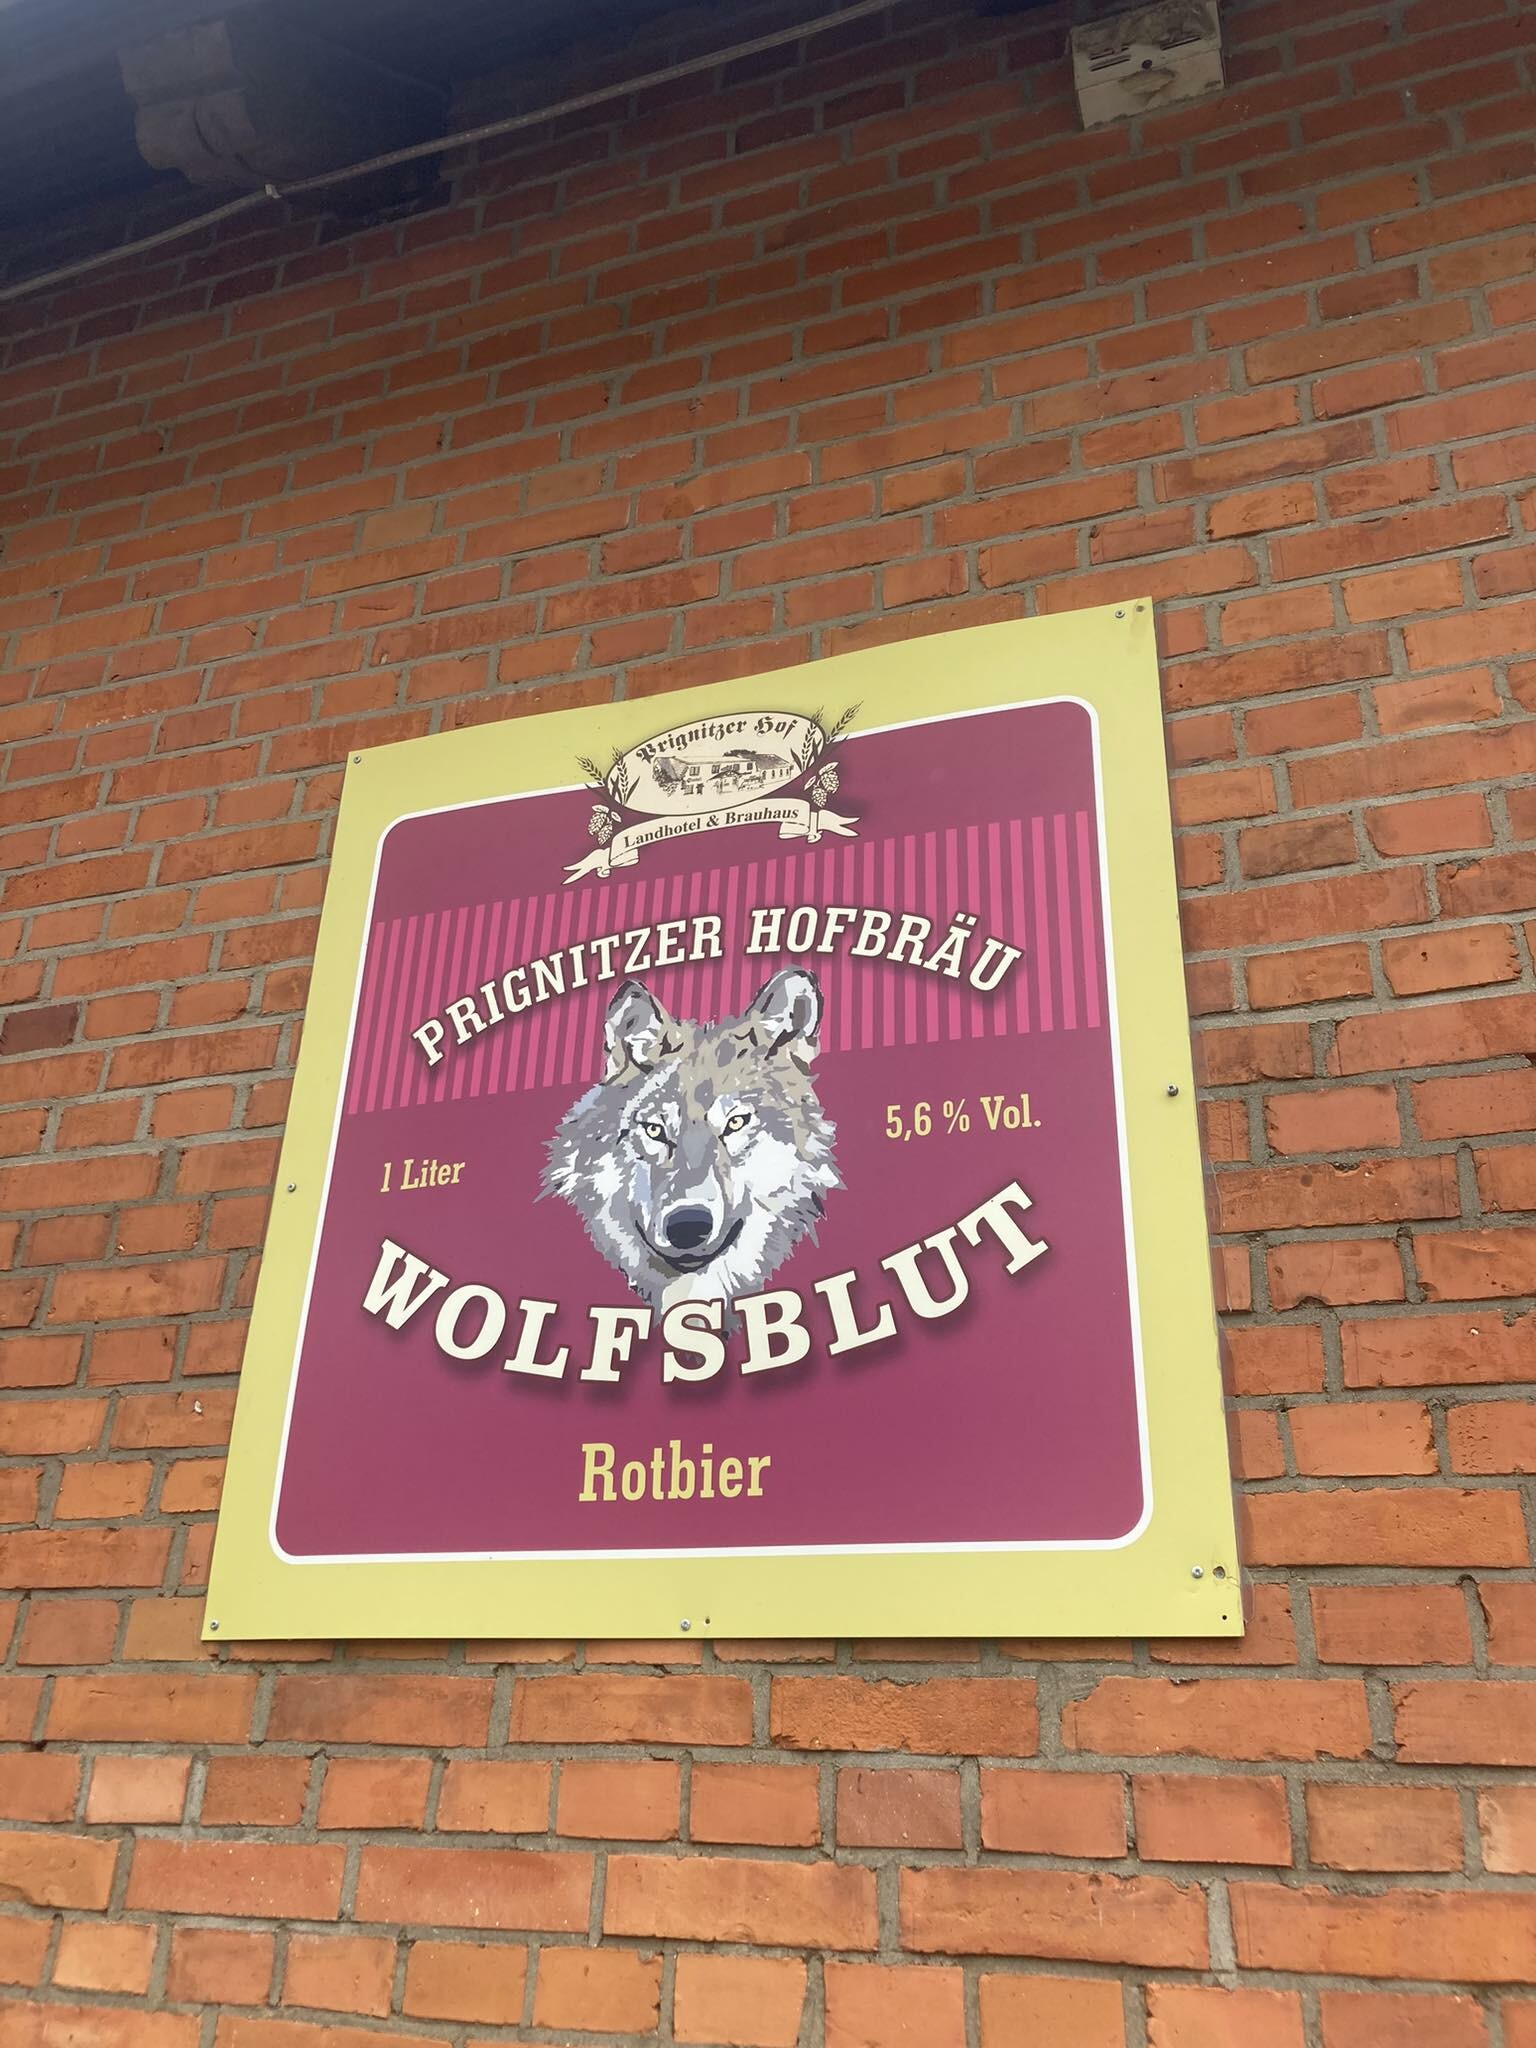 Prignitzer Hof
Landhotel & Brauhaus
PRIGNITZER HOFBRÄU
5,6 % Vol.
1 Liter
WOLFSBLUT
Rotbier